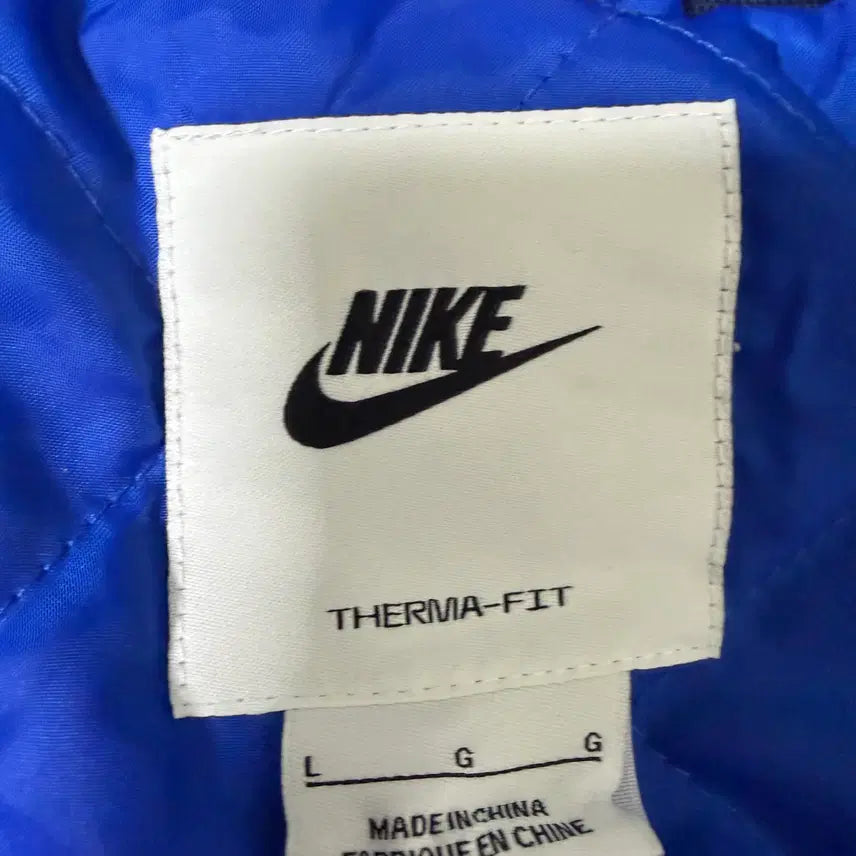 NIKE
THERMA-FIT
L G G
MADE IN CHINA
FABRIQUE EN CHINE